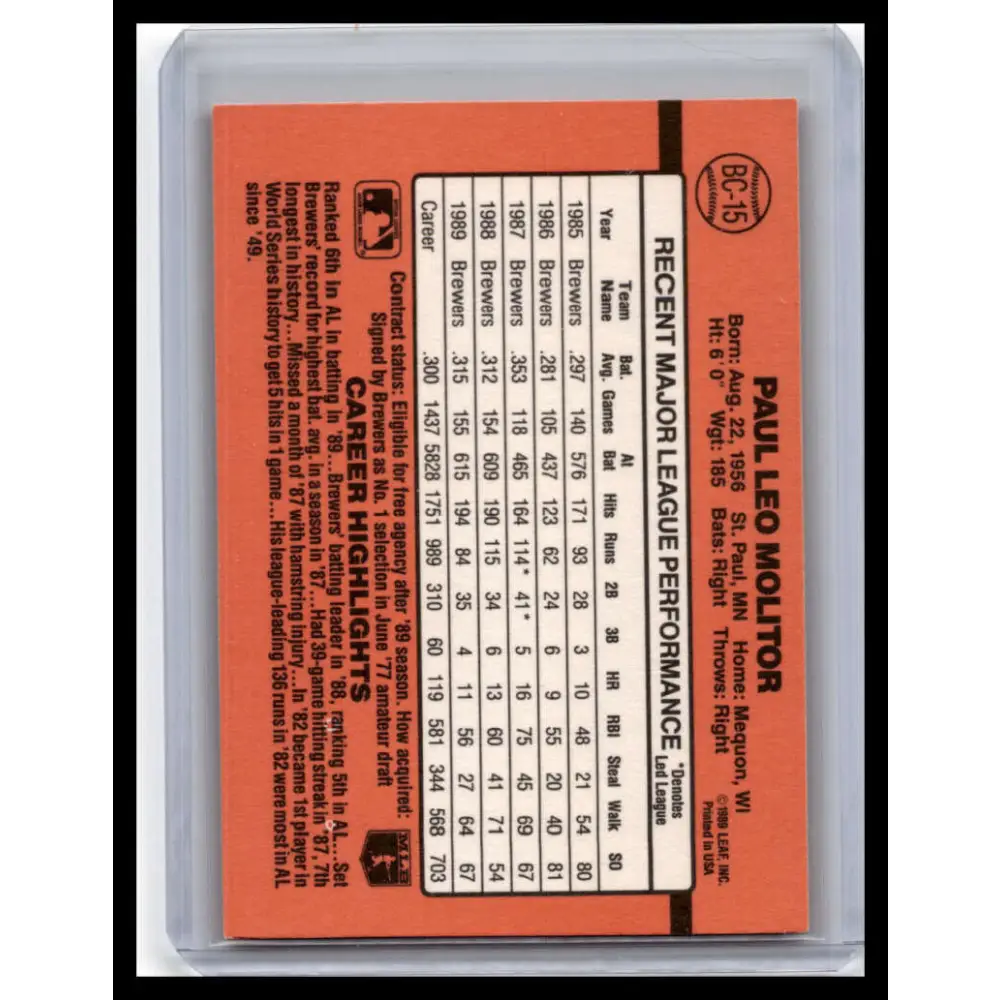 BC-15
PAUL LEO MOLITOR
Born: Aug. 22, 1956 St. Paul, MN Home: Mequon, WI
Ht: 6' 0" Wgt: 185 Bats: Right Throws: Right
©1989 LEAF, INC.
Printed in USA
RECENT MAJOR LEAGUE PERFORMANCE *Denotes Led League
Year Team Name Bat. Avg. Games At Bat Hits Runs 2B 3B HR RBI Steal Walk SO
1985 Brewers .297 140 576 171 93 28 3 10 48 21 54 80
1986 Brewers .281 105 437 123 62 24 6 9 55 20 40 81
1987 Brewers .353 118 465 164 114* 41* 5 16 75 45 69 67
1988 Brewers .312 154 609 190 115 34 6 13 60 41 71 54
1989 Brewers .315 155 615 194 84 35 4 11 56 27 64 67
Career .300 1437 5828 1751 989 310 60 119 581 344 568 703
Contract status: Eligible for free agency after '89 season. How acquired:
Signed by Brewers as No. 1 selection in June '77 amateur draft
MLB
CAREER HIGHLIGHTS
Ranked 6th in AL in batting in '89...Brewers' batting leader in '88, ranking 5th in AL...Set
Brewers' record for highest bat. avg. in a season in '87...Had 39-game hitting streak in '87, 7th
longest in history...Missed a month of '87 with hamstring injury...In '82 became 1st player in
World Series history to get 5 hits in 1 game...His league-leading 136 runs in '82 were most in AL
since '49.